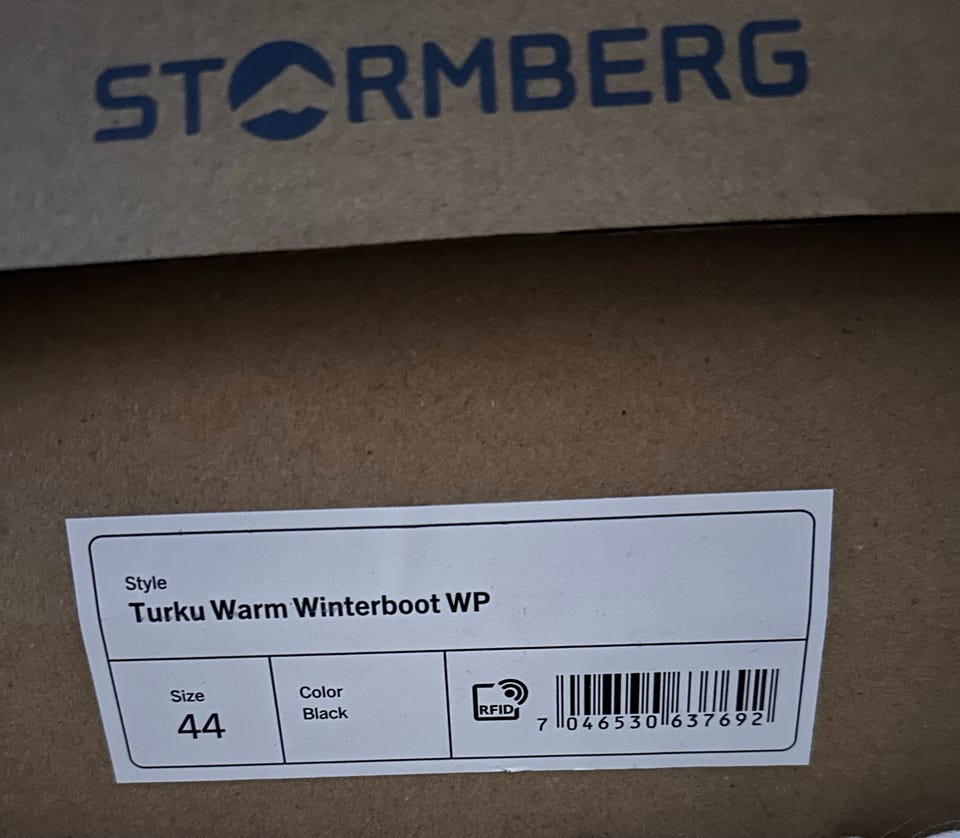 STORMBERG
Style
Turku Warm Winterboot WP
Size
44
Color
Black
RFID
7 046530 637692